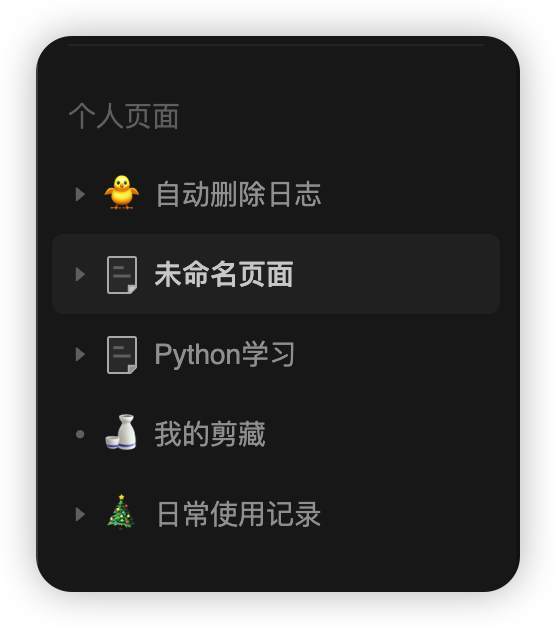 个人页面
自动删除日志
未命名页面
Python学习
我的剪藏
日常使用记录